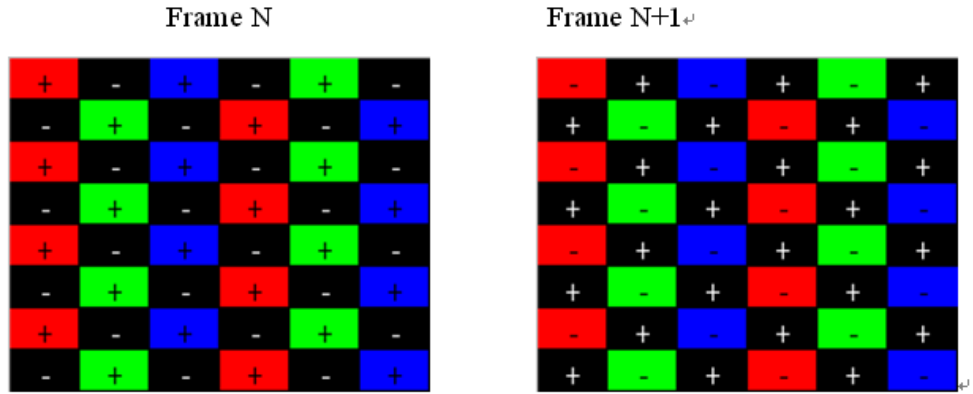 Frame N Frame N+1↵
+ - + - + - - + - + - +
- + - + - + + - + - + -
+ - + - + - - + - + - +
- + - + - + + - + - + -
+ - + - + - - + - + - +
- + - + - + + - + - + -
+ - + - + - - + - + - +
- + - + - + + - + - + - ↵